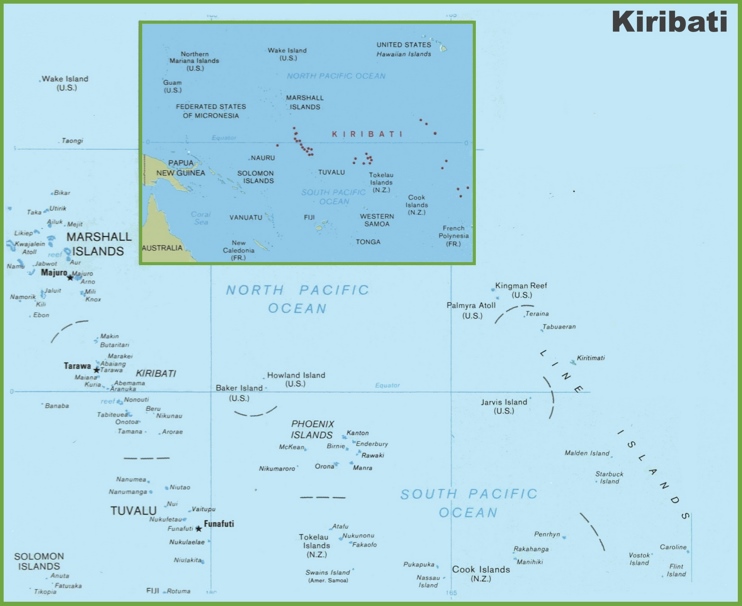 Kiribati
Northern
Mariana Islands
(U.S.)
Wake Island
(U.S.)
UNITED STATES
Hawaiian Islands
NORTH PACIFIC OCEAN
Guam
(U.S.)
MARSHALL
ISLANDS
FEDERATED STATES
OF MICRONESIA
KIRIBATI
Equator
NAURU
PAPUA
NEW GUINEA
SOLOMON
ISLANDS
TUVALU
Tokelau
Islands
(N.Z.)
SOUTH PACIFIC
OCEAN
Cook
Islands
(N.Z.)
Coral
Sea
VANUATU
FIJI
WESTERN
SAMOA
French
Polynesia
(FR.)
TONGA
New
Caledonia
(FR.)
AUSTRALIA
Wake Island
(U.S.)
Taongi
Bikar
Utirik
Taka
Ailuk
Mejit
Likiep
Kwajalein
Atoll
MARSHALL
ISLANDS
reef
Namu
Jabwot
Aur
Majuro
Majuro
Arno
Jaluit
Mili
Namorik
Kili
Knox
Ebon
NORTH PACIFIC
OCEAN
Kingman Reef
(U.S.)
Palmyra Atoll
(U.S.)
Teraina
Tabuaeran
Makin
Butaritari
Marakei
Abaiang
Tarawa
Tarawa
Maiana
KIRIBATI
Kuria
Abemama
Aranuka
Kiritimati
LINE ISLANDS
Howland Island
(U.S.)
Baker Island
(U.S.)
Equator
Jarvis Island
(U.S.)
Banaba
reef
Nonouti
Tabiteuea
Beru
Nikunau
Onotoa
Tamana
Arorae
PHOENIX
ISLANDS
Kanton
McKean
Birnie
Enderbury
Rawaki
Nikumaroro
Orona
Manra
Malden Island
Starbuck
Island
Nanumea
Niutao
Nanumanga
Nui
Vaitupu
TUVALU
Nukufetau
Funafuti
Funafuti
Nukulaelae
Niulakita
SOUTH PACIFIC
OCEAN
Atafu
Tokelau
Islands
(N.Z.)
Nukunonu
Fakaofo
Swains Island
(Amer. Samoa)
Penrhyn
Rakahanga
Manihiki
Pukapuka
Cook Islands
(N.Z.)
Nassau
Island
Vostok
Island
Caroline
Flint
Island
SOLOMON
ISLANDS
Anuta
Fatutaka
Tikopia
FIJI
Rotuma